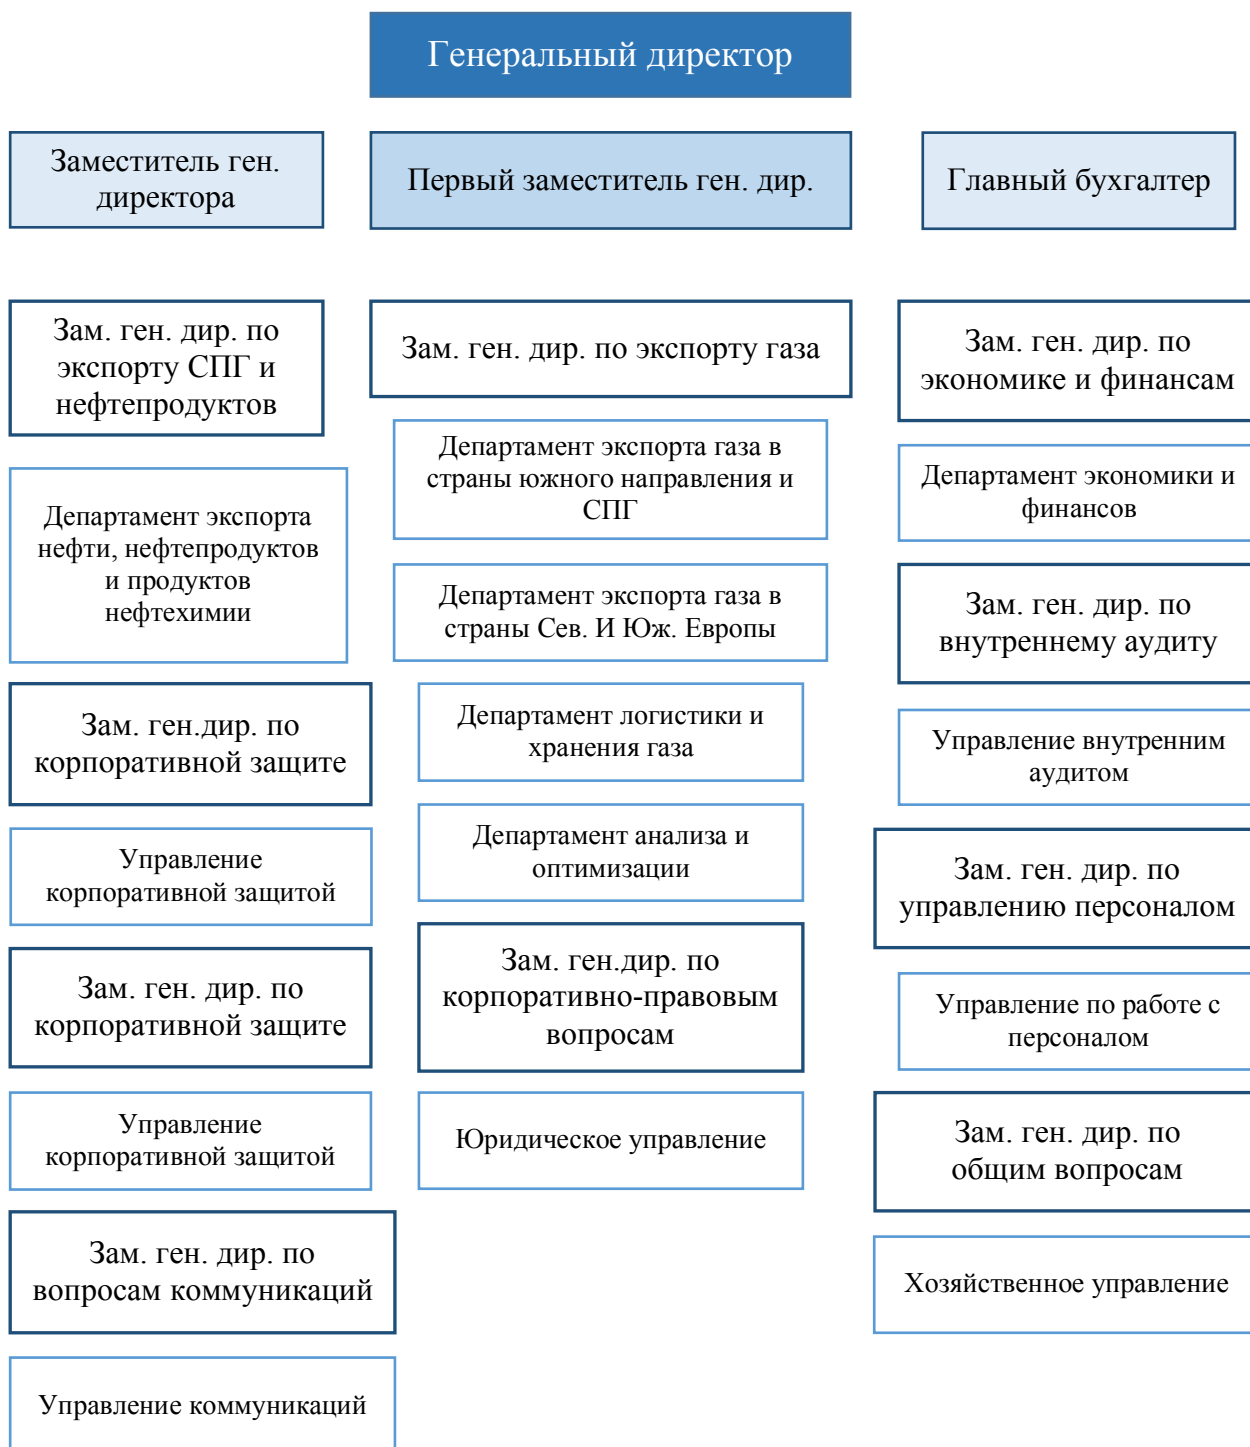 Генеральный директор
Заместитель ген.
директора
Первый заместитель ген. дир.
Главный бухгалтер
Зам. ген. дир. по
экспорту СПГ и
нефтепродуктов
Департамент экспорта
нефти, нефтепродуктов
и продуктов
нефтехимии
Зам. ген.дир. по
корпоративной защите
Управление
корпоративной защитой
Зам. ген. дир. по
корпоративной защите
Управление
корпоративной защитой
Зам. ген. дир. по
вопросам коммуникаций
Управление коммуникаций
Зам. ген. дир. по экспорту газа
Департамент экспорта газа в
страны южного направления и
СПГ
Департамент экспорта газа в
страны Сев. И Юж. Европы
Департамент логистики и
хранения газа
Департамент анализа и
оптимизации
Зам. ген.дир. по
корпоративно-правовым
вопросам
Юридическое управление
Зам. ген. дир. по
экономике и финансам
Департамент экономики и
финансов
Зам. ген. дир. по
внутреннему аудиту
Управление внутренним
аудитом
Зам. ген. дир. по
управлению персоналом
Управление по работе с
персоналом
Зам. ген. дир. по
общим вопросам
Хозяйственное управление